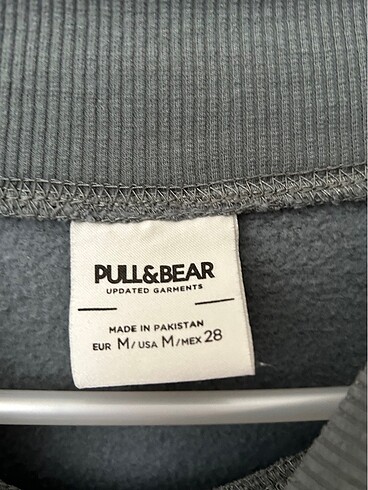 PULL&BEAR
UPDATED GARMENTS
MADE IN PAKISTAN
EUR M/USA M/MEX 28